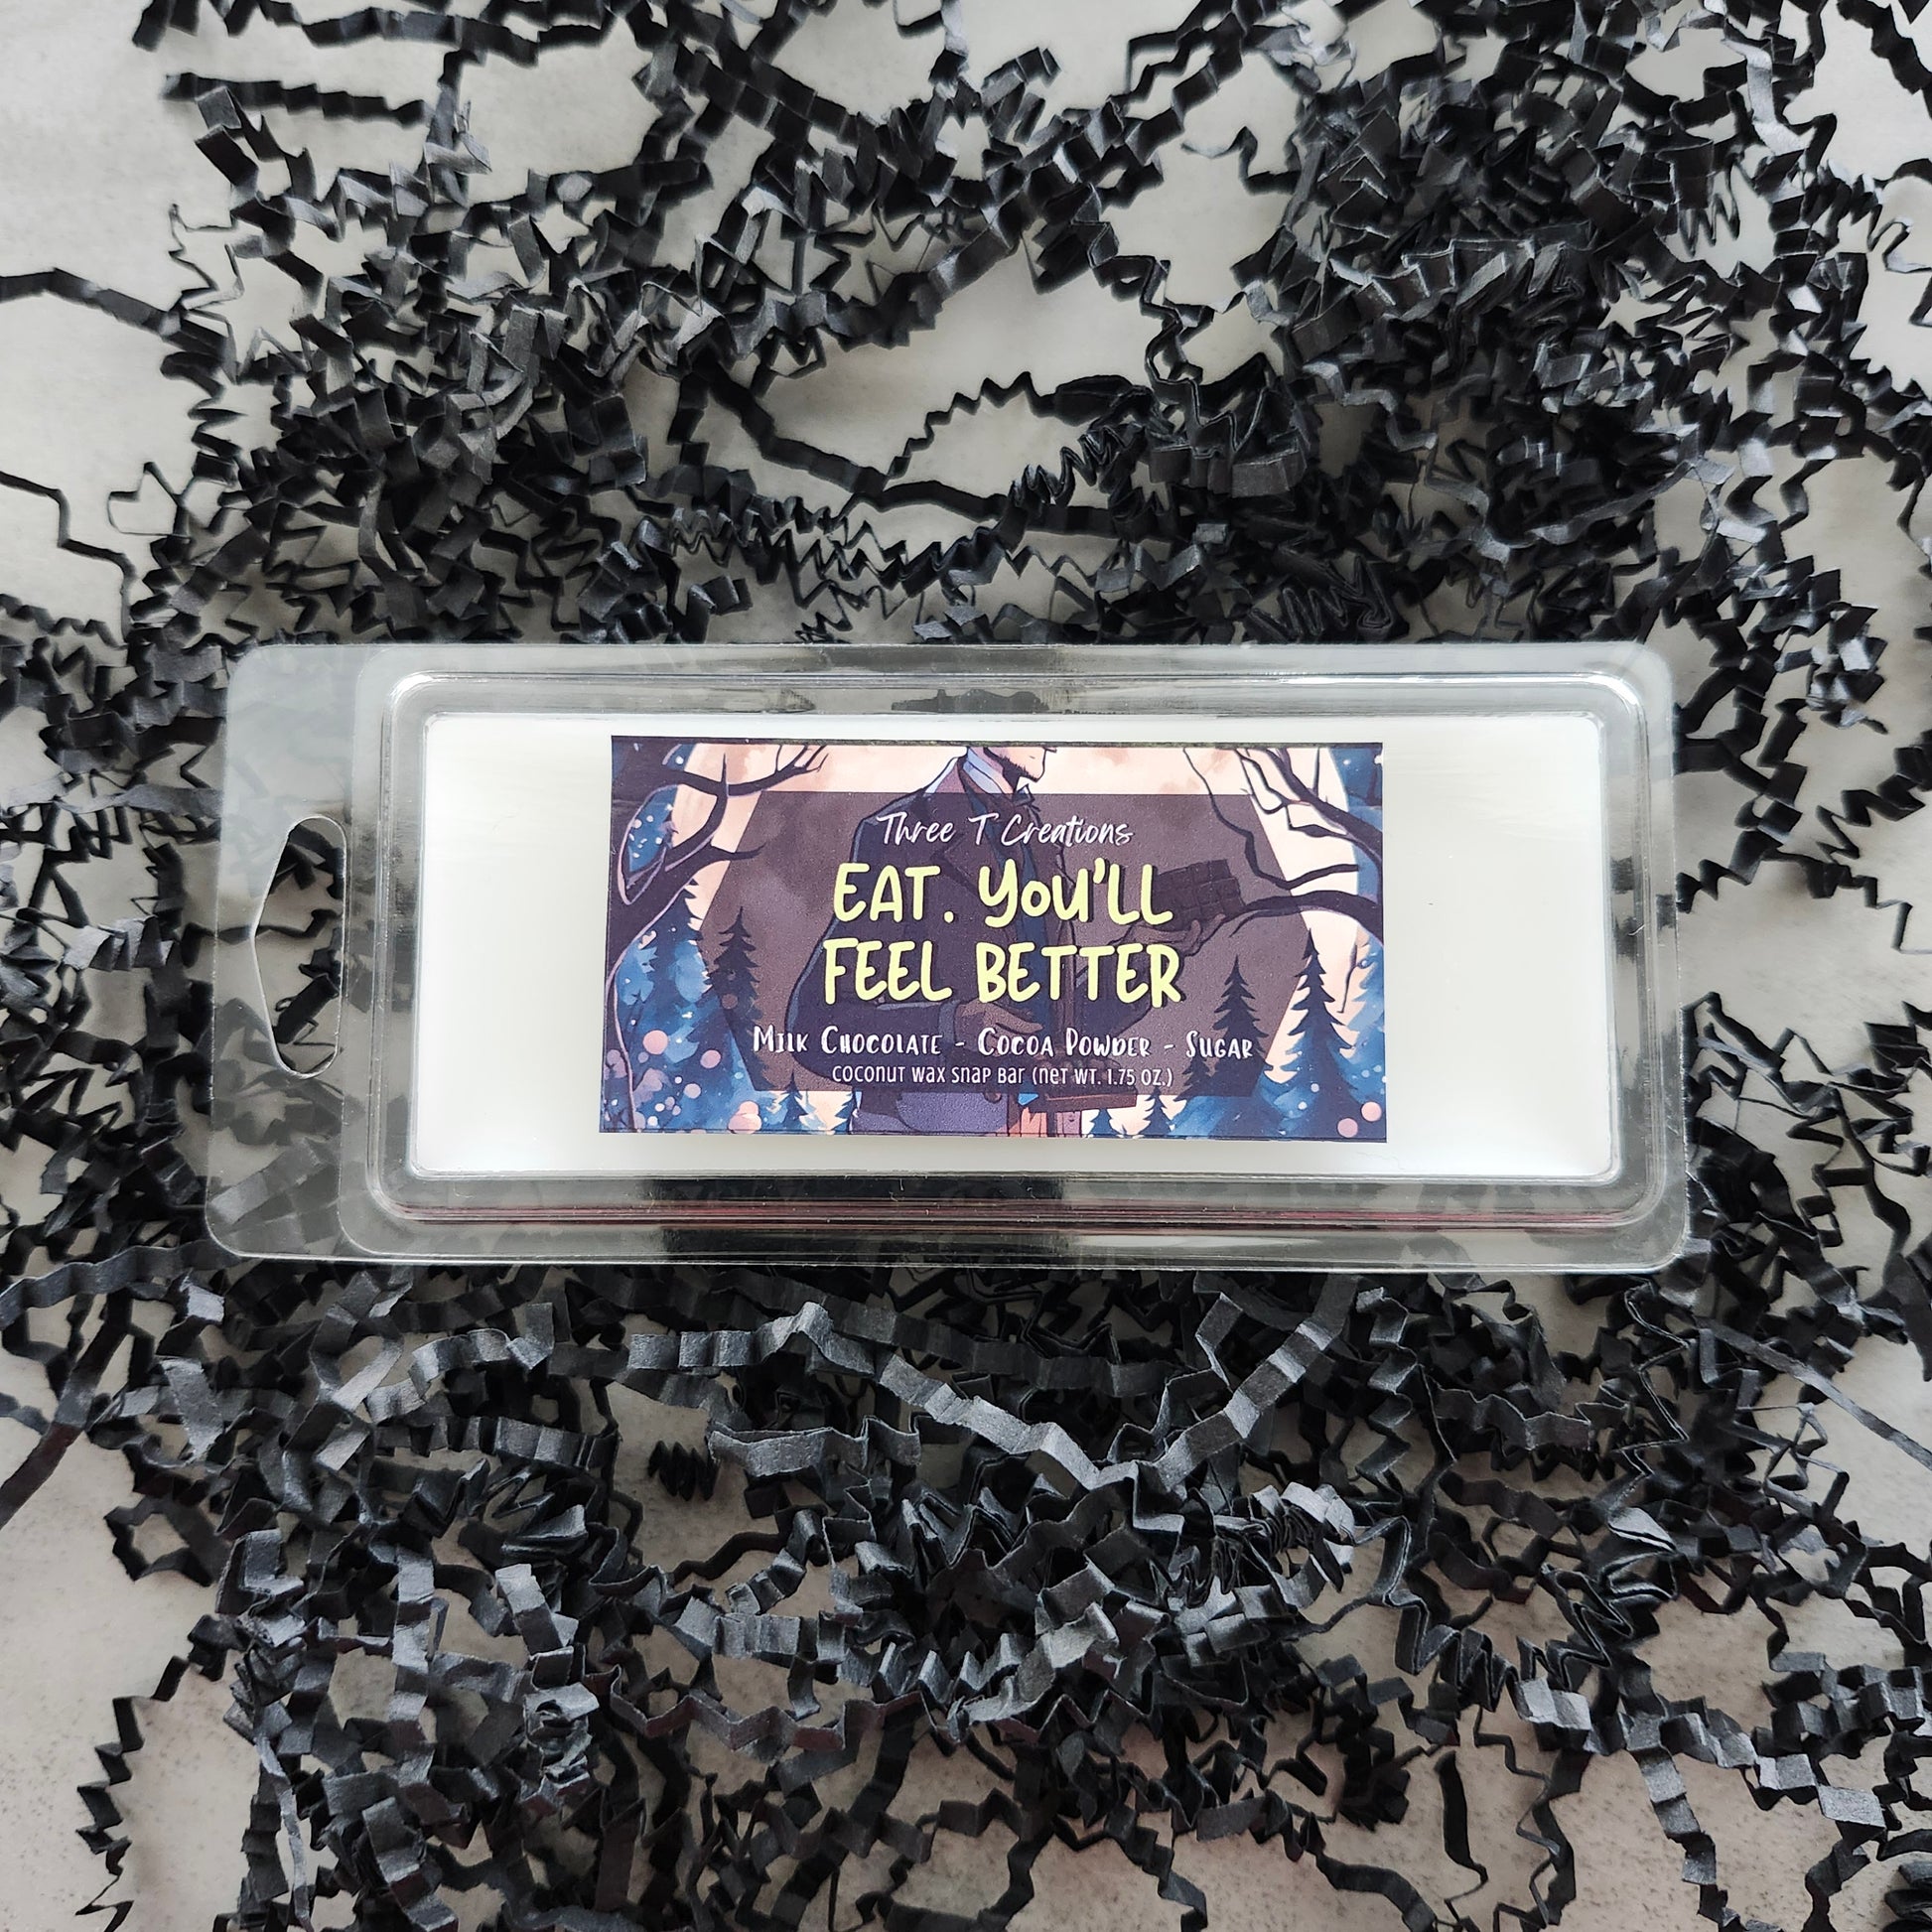 Three T Creations
EAT. YOU'LL
FEEL BETTER
Milk Chocolate - Cocoa Powder - Sugar
coconut wax snap bar (net wt. 1.75 oz.)